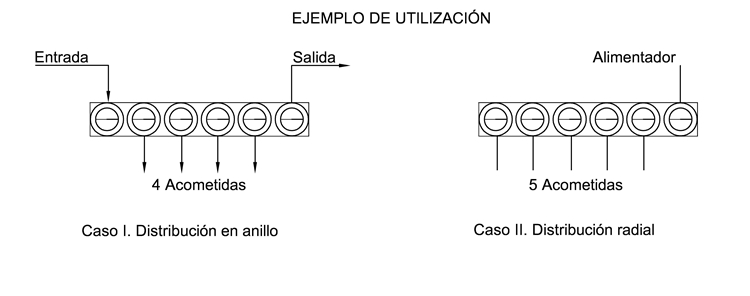 EJEMPLO DE UTILIZACIÓN
Entrada
Salida
Alimentador
4 Acometidas
5 Acometidas
Caso I. Distribución en anillo
Caso II. Distribución radial